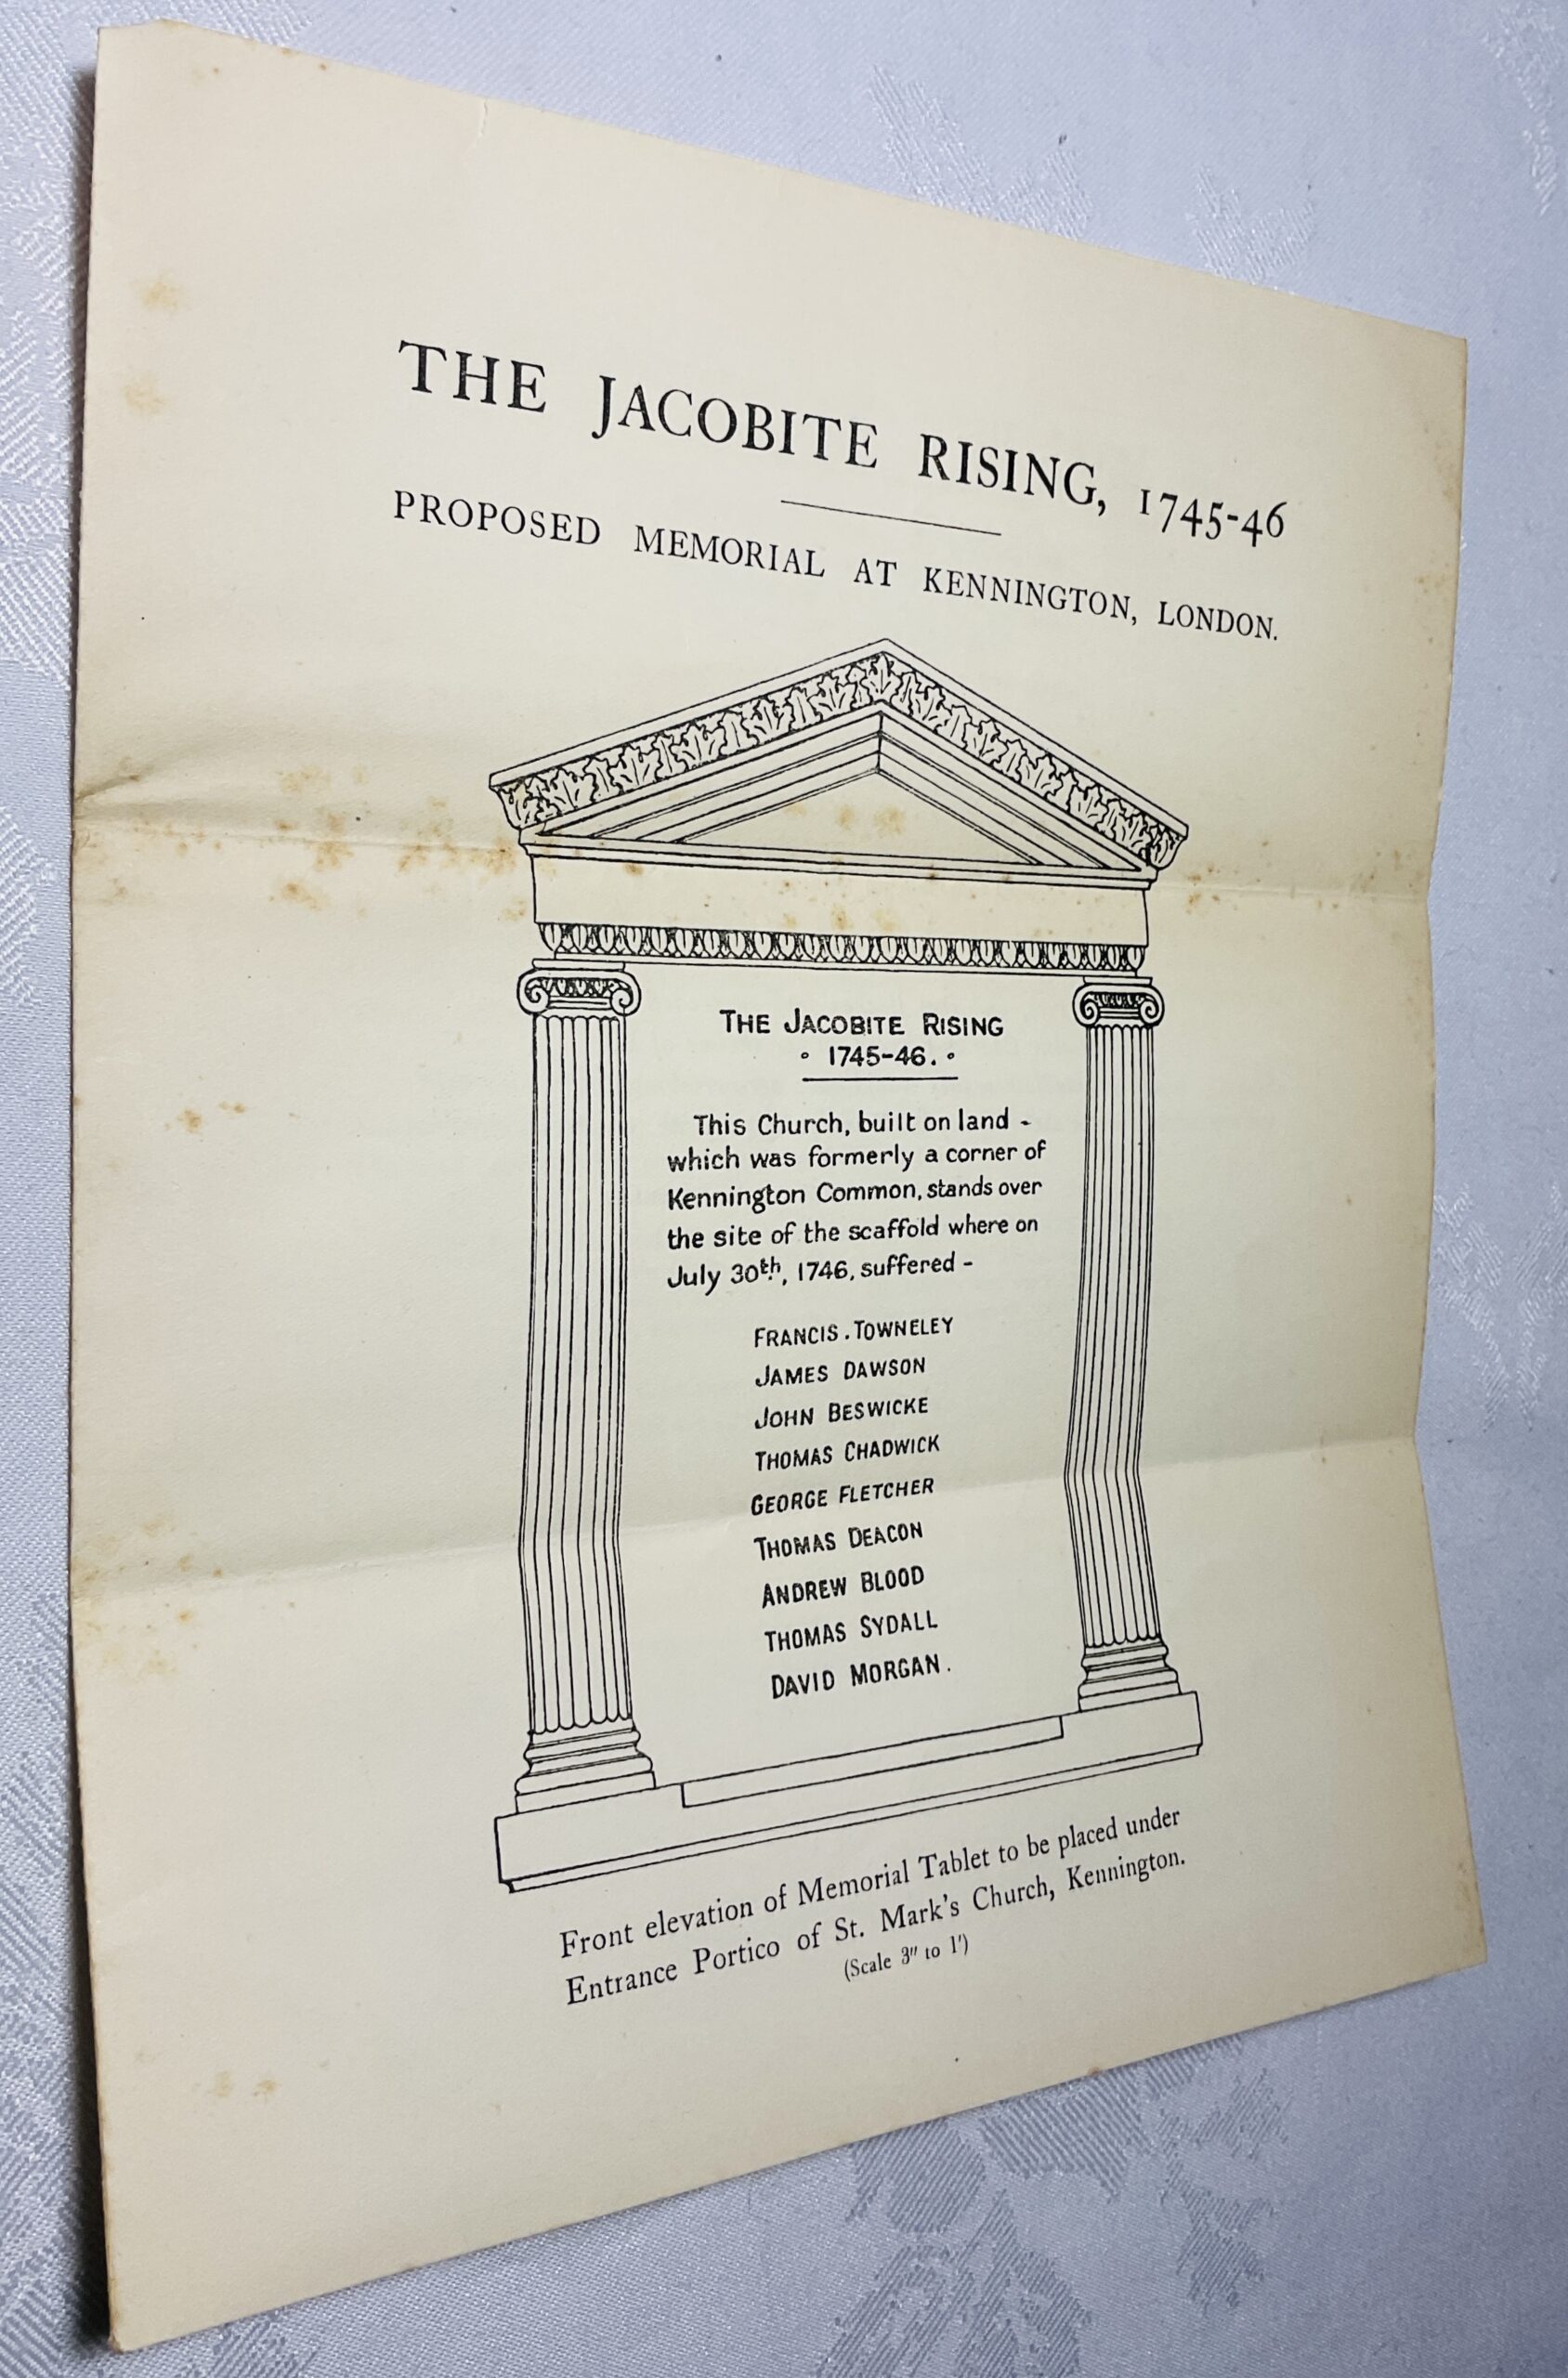 THE JACOBITE RISING, 1745-46
PROPOSED MEMORIAL AT KENNINGTON, LONDON.
THE JACOBITE RISING
° 1745-46. °
This Church, built on land -
which was formerly a corner of
Kennington Common, stands over
the site of the scaffold where on
July 30th, 1746, suffered -
FRANCIS . TOWNELEY
JAMES DAWSON
JOHN BESWICKE
THOMAS CHADWICK
GEORGE FLETCHER
THOMAS DEACON
ANDREW BLOOD
THOMAS SYDALL
DAVID MORGAN.
Front elevation of Memorial Tablet to be placed under
Entrance Portico of St. Mark's Church, Kennington.
(Scale 3" to 1')